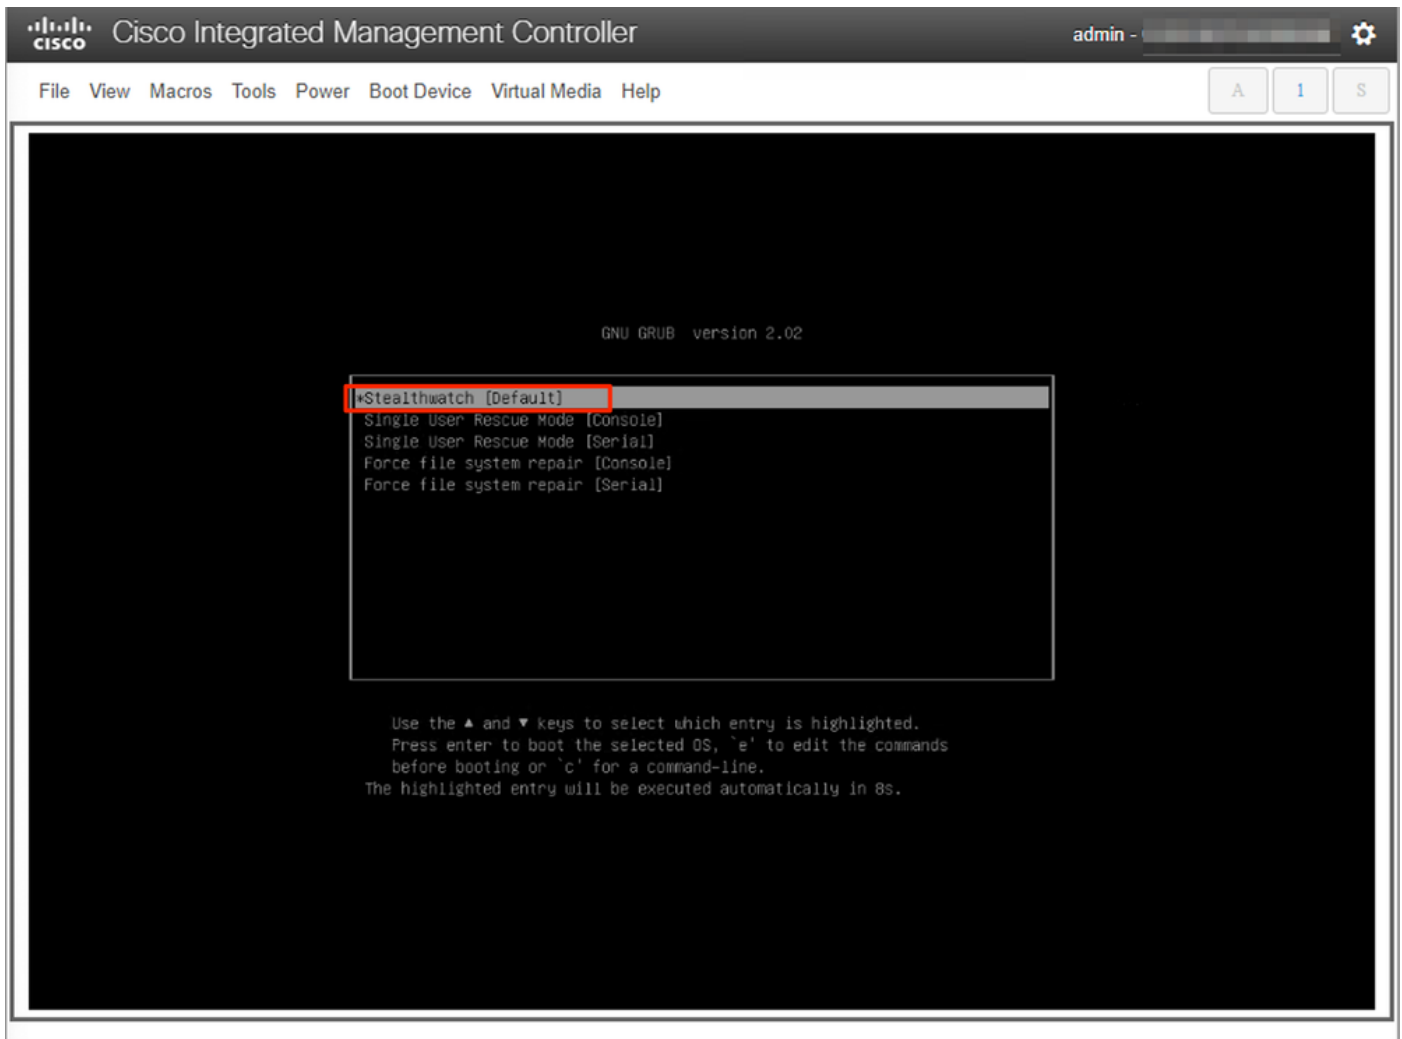 CISCO Cisco Integrated Management Controller admin -
File View Macros Tools Power Boot Device Virtual Media Help A 1 S
GNU GRUB version 2.02
*Stealthwatch [Default]
Single User Rescue Mode [Console]
Single User Rescue Mode [Serial]
Force file system repair [Console]
Force file system repair [Serial]
Use the ▲ and ▼ keys to select which entry is highlighted.
Press enter to boot the selected OS, `e' to edit the commands
before booting or `c' for a command-line.
The highlighted entry will be executed automatically in 8s.